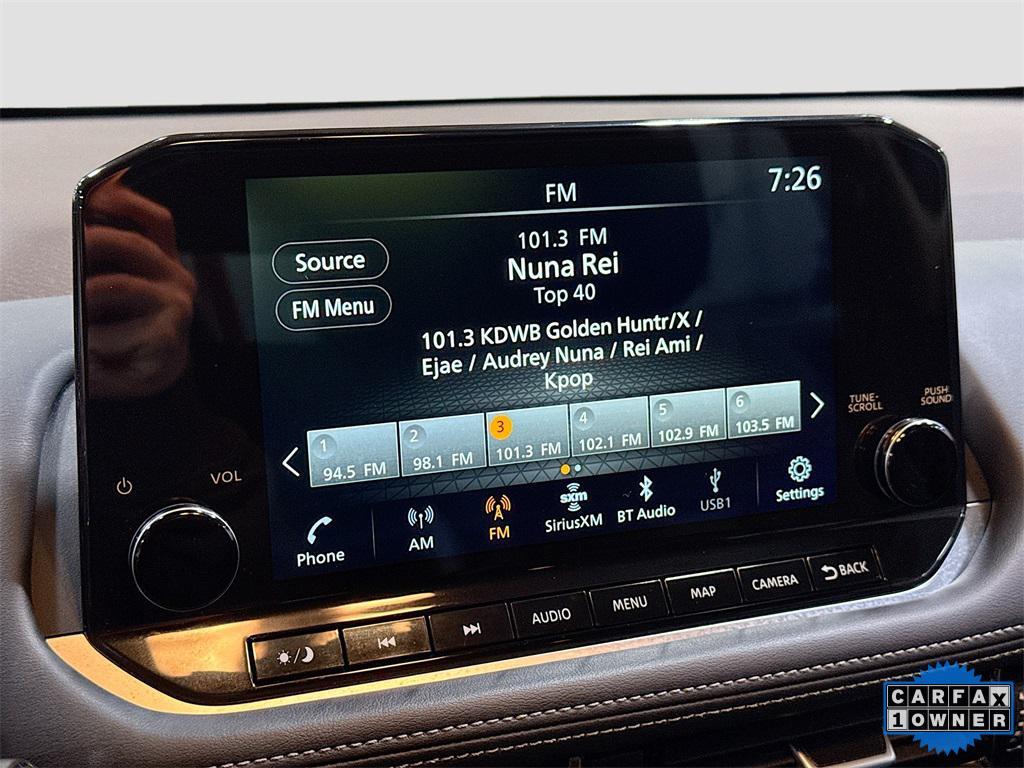 FM
7:26
Source
FM Menu
101.3 FM
Nuna Rei
Top 40
101.3 KDWB Golden Huntr/X /
Ejae / Audrey Nuna / Rei Ami /
Kpop
1 94.5 FM
2 98.1 FM
3 101.3 FM
4 102.1 FM
5 102.9 FM
6 103.5 FM
Phone
AM
FM
sxm
SiriusXM
BT Audio
USB1
Settings
VOL
TUNE-
SCROLL
PUSH
SOUND
AUDIO
MENU
MAP
CAMERA
BACK
CARFAX
1 OWNER